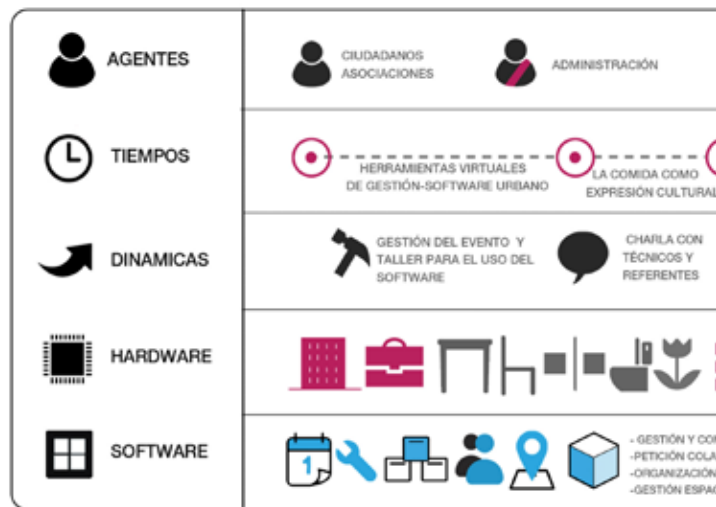 AGENTES
CIUDADANOS
ASOCIACIONES
ADMINISTRACIÓN
TIEMPOS
HERRAMIENTAS VIRTUALES
DE GESTIÓN-SOFTWARE URBANO
LA COMIDA COMO
EXPRESIÓN CULTURAL
DINAMICAS
GESTIÓN DEL EVENTO Y
TALLER PARA EL USO DEL
SOFTWARE
CHARLA CON
TÉCNICOS Y
REFERENTES
HARDWARE
SOFTWARE
1
- GESTIÓN Y
-PETICIÓN
-ORGANIZACIÓN
-GESTIÓN